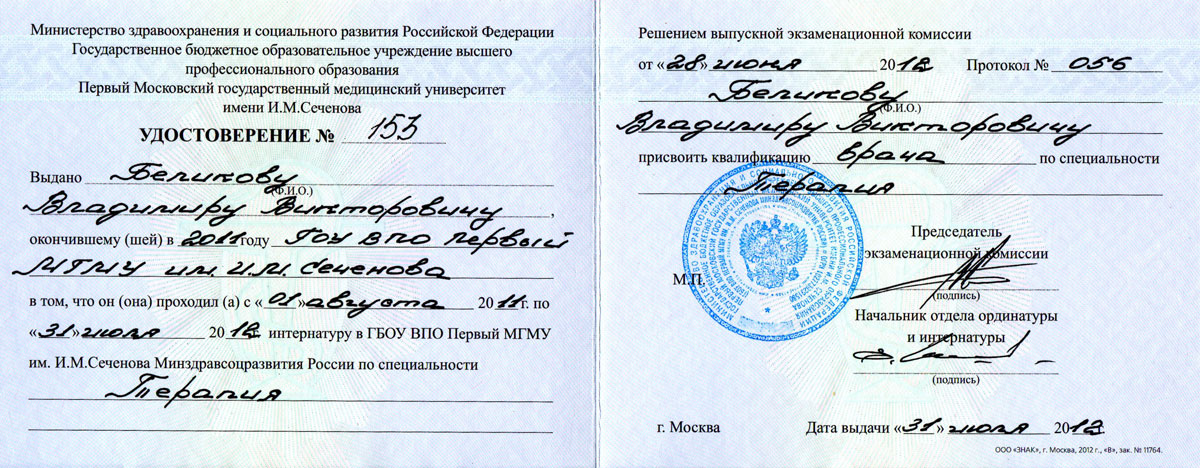 Министерство здравоохранения и социального развития Российской Федерации
Государственное бюджетное образовательное учреждение высшего
профессионального образования
Первый Московский государственный медицинский университет
имени И.М.Сеченова
УДОСТОВЕРЕНИЕ № 153
Выдано Беликову
(Ф.И.О.)
Владимиру Викторовичу,
окончившему (шей) в 2011 году ГОУ ВПО Первый
МГМУ им. И.М. Сеченова
в том, что он (она) проходил (а) с «01» августа 2011 г. по
«31» июля 2012 г. интернатуру в ГБОУ ВПО Первый МГМУ
им. И.М.Сеченова Минздравсоцразвития России по специальности
Терапия
Решением выпускной экзаменационной комиссии
от «28» июня 2012 Протокол № 056
Беликову
(Ф.И.О.)
Владимиру Викторовичу
присвоить квалификацию врача по специальности
Терапия
Председатель
экзаменационной комиссии
М.П.
(подпись)
Начальник отдела ординатуры
и интернатуры
(подпись)
г. Москва Дата выдачи «31» июля 2012
ООО «ЗНАК», г. Москва, 2012 г., «В», зак. № 11764.